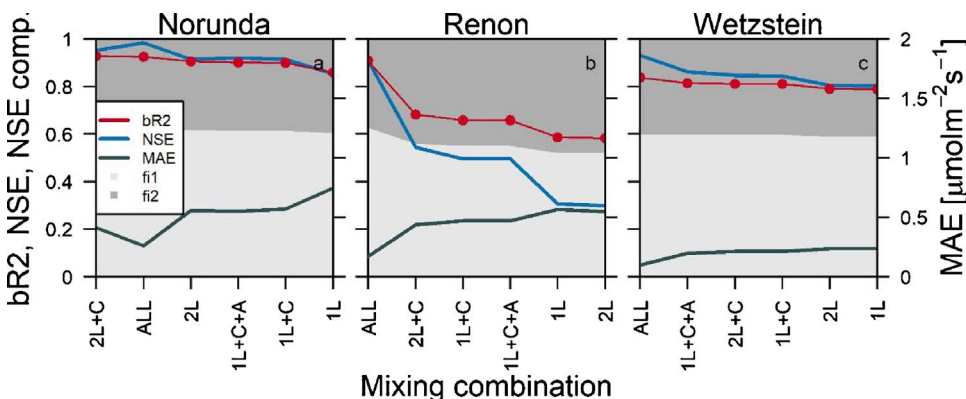 Norunda
Renon
Wetzstein
bR2, NSE, NSE comp.
1
0.8
0.6
0.4
0.2
0
a
b
c
bR2
NSE
MAE
fi1
fi2
2
1.5
1
0.5
0
MAE [μmolm⁻²s⁻¹]
2L+C
ALL
2L
1L+C+A
1L+C
1L
ALL
2L+C
1L+C
1L+C+A
1L
2L
ALL
1L+C+A
2L+C
1L+C
2L
1L
Mixing combination